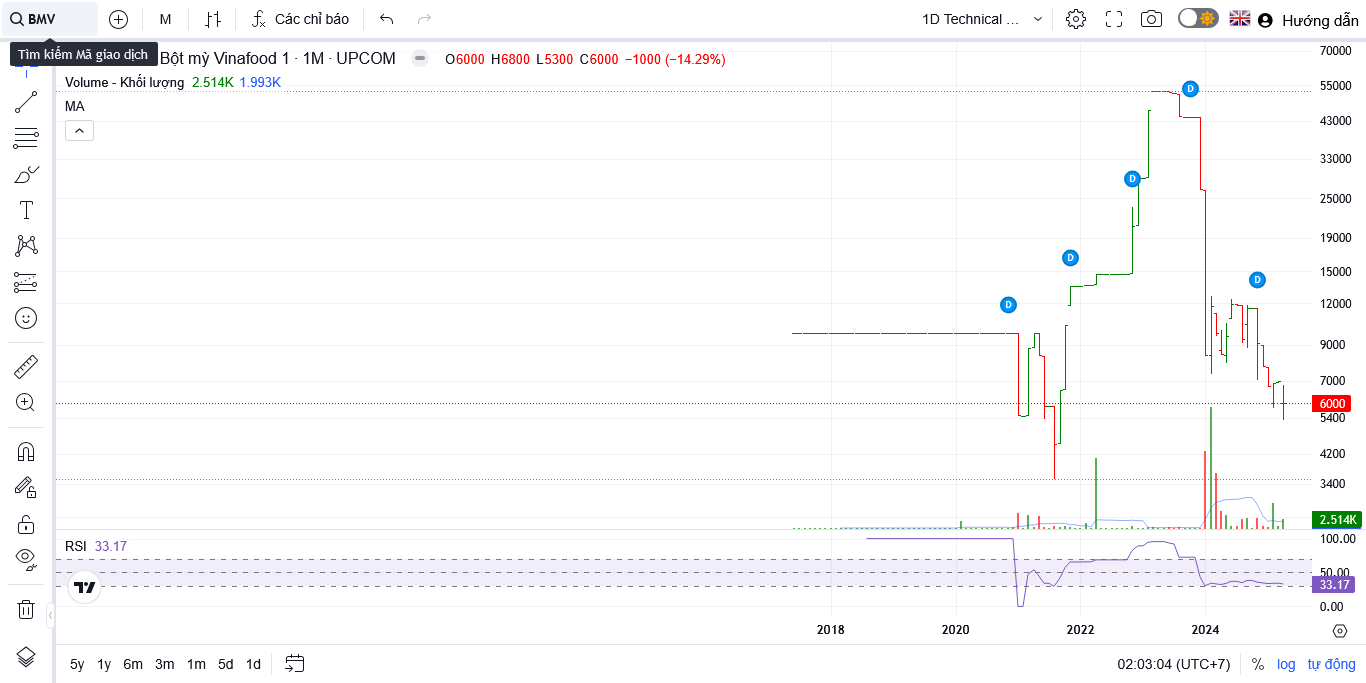 BMV
M
Các chỉ báo
1D Technical ...
Hướng dẫn
Tìm kiếm Mã giao dịch
Bột mỳ Vinafood 1 · 1M · UPCOM
O6000 H6800 L5300 C6000 −1000 (−14.29%)
Volume - Khối lượng 2.514K 1.993K
MA
70000
55000
43000
33000
25000
19000
15000
12000
9000
7000
6000
5400
4200
3400
2.514K
D
D
D
D
D
RSI 33.17
100.00
50.00
33.17
0.00
2018
2020
2022
2024
5y 1y 6m 3m 1m 5d 1d
02:03:04 (UTC+7)
%
log
tự động